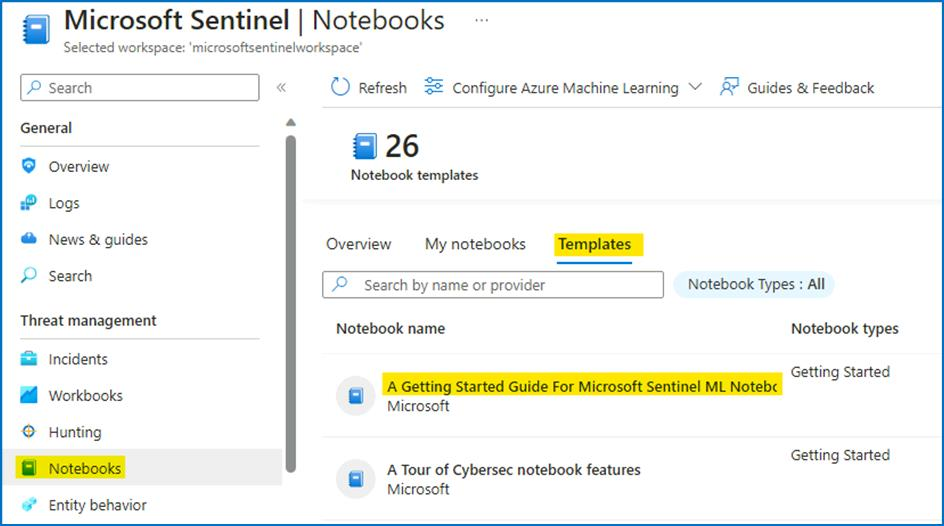 Microsoft Sentinel | Notebooks ...
Selected workspace: 'microsoftsentinelworkspace'
Search «
General
Overview
Logs
News & guides
Search
Threat management
Incidents
Workbooks
Hunting
Notebooks
Entity behavior
Refresh Configure Azure Machine Learning Guides & Feedback
26
Notebook templates
Overview My notebooks Templates
Search by name or provider Notebook Types : All
Notebook name Notebook types
A Getting Started Guide For Microsoft Sentinel ML Notebo Getting Started
Microsoft
A Tour of Cybersec notebook features Getting Started
Microsoft